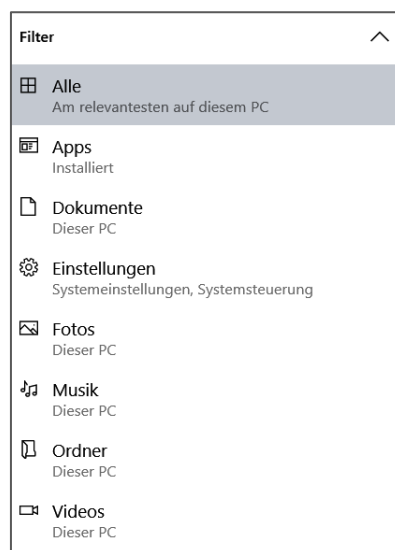 Filter
Alle
Am relevantesten auf diesem PC
Apps
Installiert
Dokumente
Dieser PC
Einstellungen
Systemeinstellungen, Systemsteuerung
Fotos
Dieser PC
Musik
Dieser PC
Ordner
Dieser PC
Videos
Dieser PC